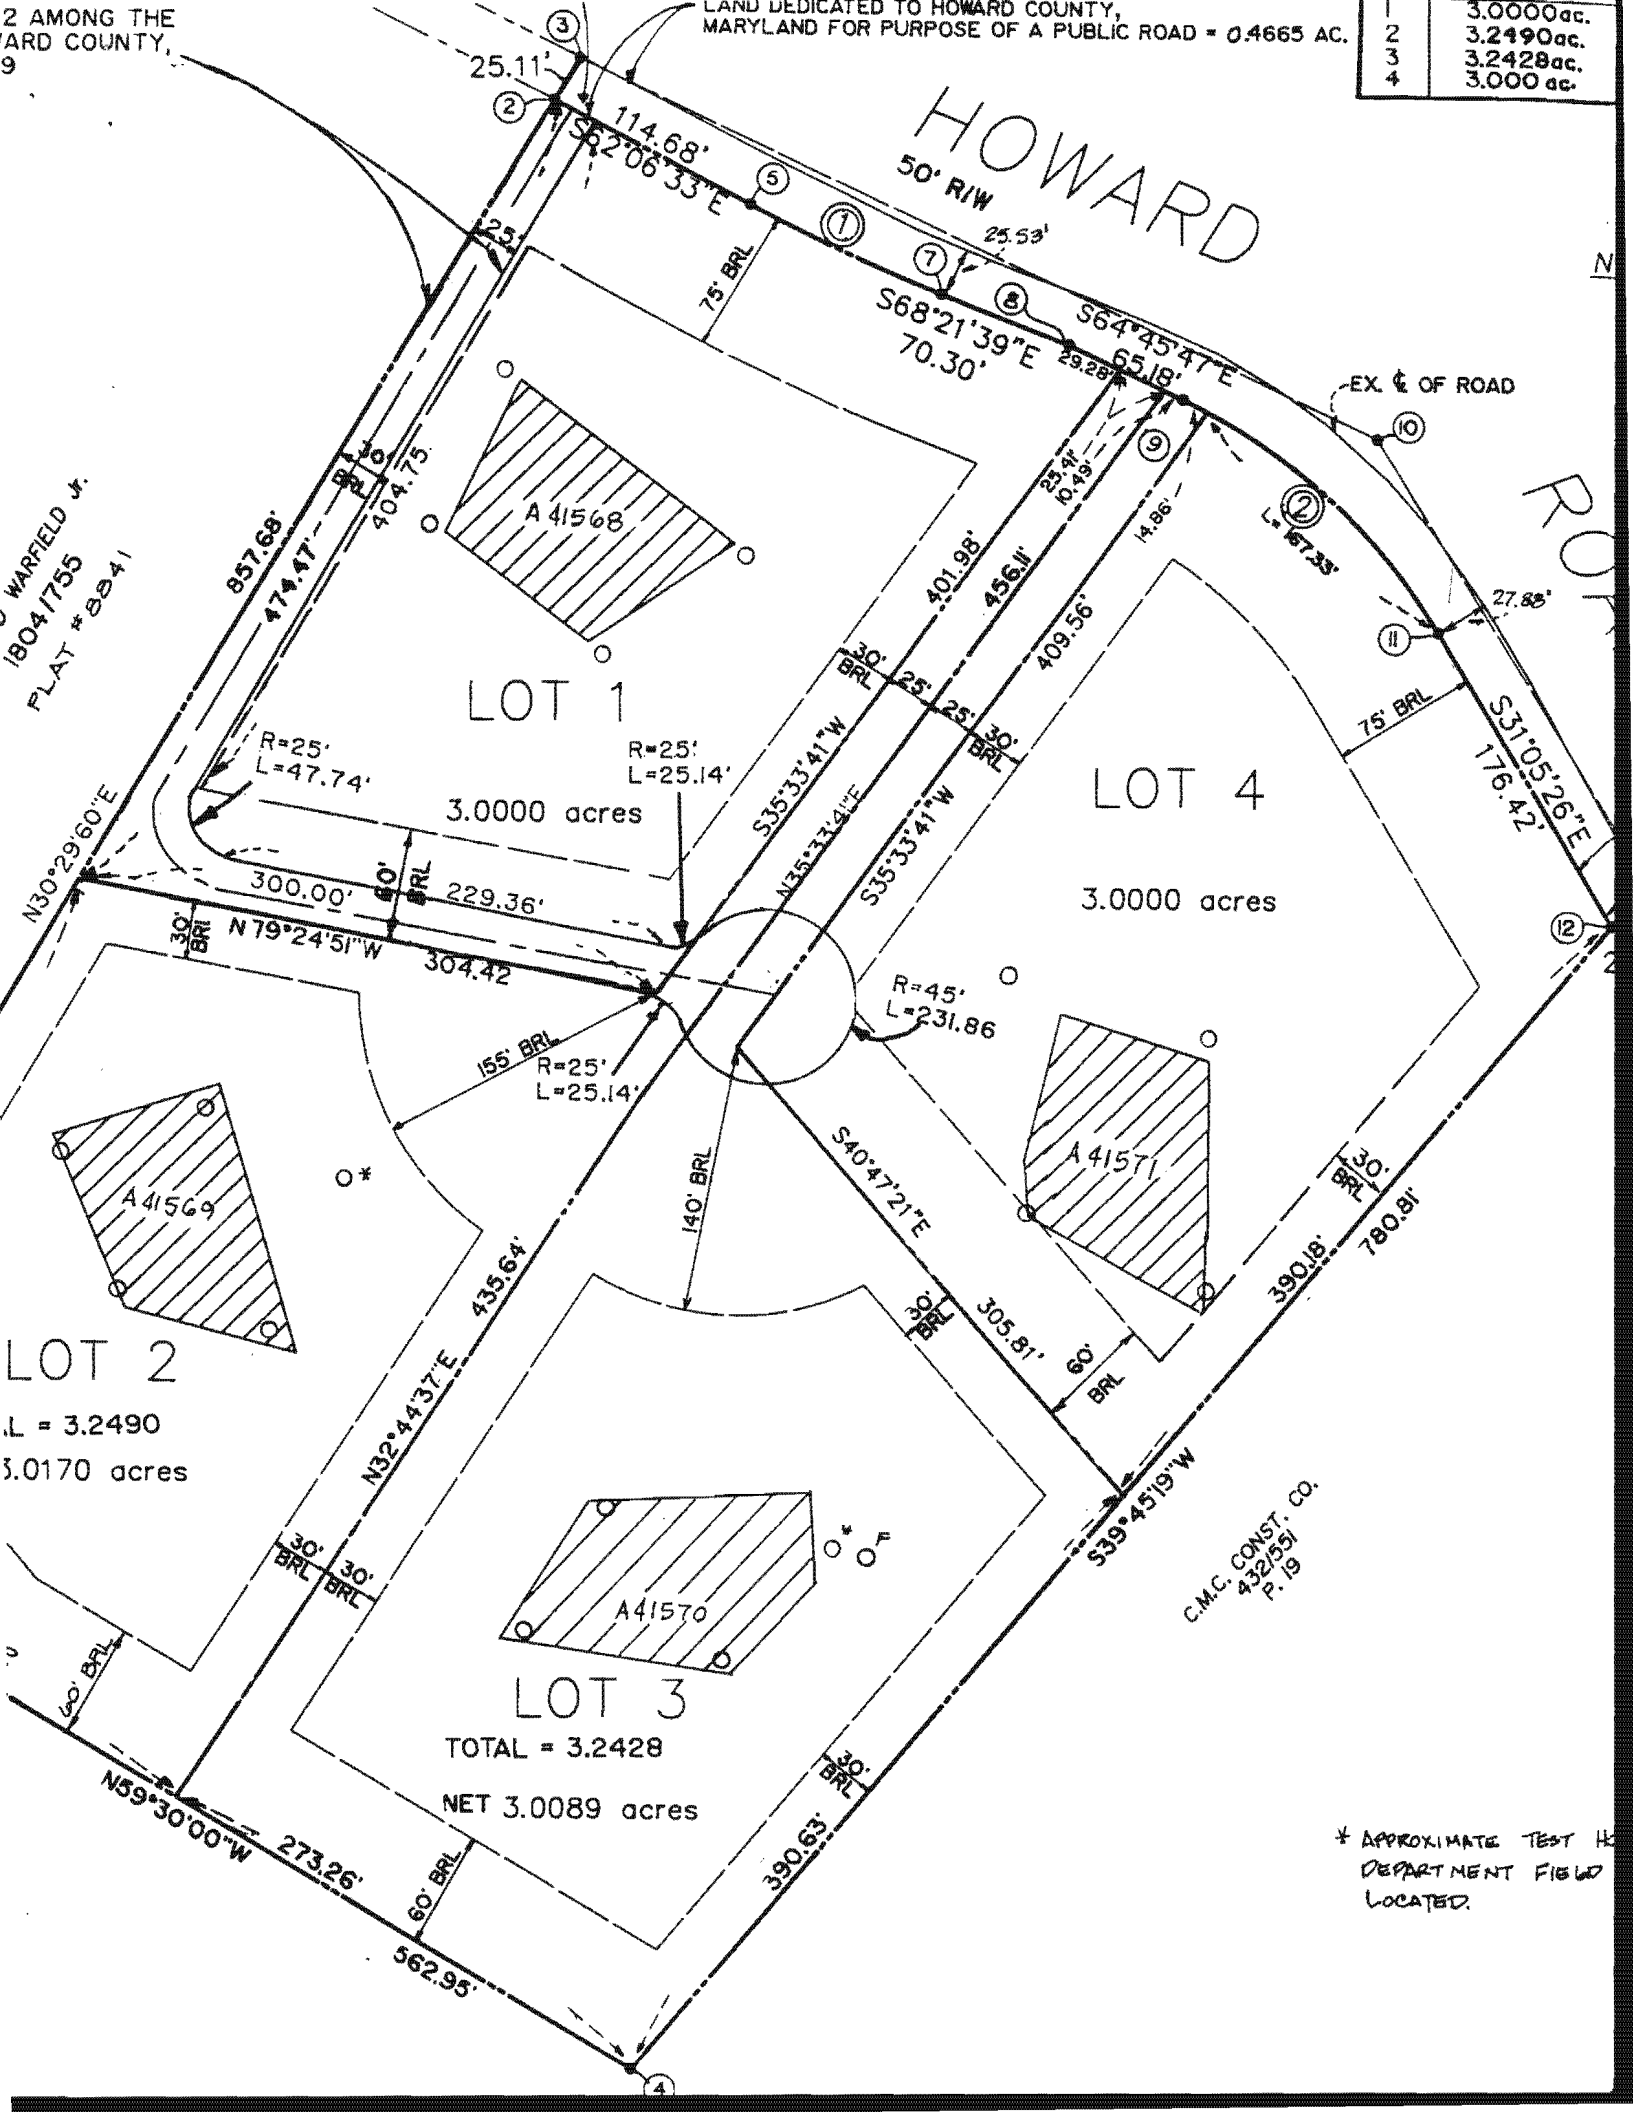 2 AMONG THE
COUNTY,
9
LAND DEDICATED TO HOWARD COUNTY,
MARYLAND FOR PURPOSE OF A PUBLIC ROAD = 0.4665 AC.
1 3.0000ac.
2 3.2490ac.
3 3.2428ac.
4 3.000 ac.
3
25.11'
2
114.68'
S62°06'33"E
5
1
HOWARD
50' R/W
25.53'
7
8
S68°21'39"E
70.30'
S64°45'47"E
65.18'
29.28'
EX. ℄ OF ROAD
10
9
N
25'
75' BRL
30'
BRL
404.75
A 41568
25.41'
10.49'
14.86'
2
L=167.33'
27.88'
11
WARFIELD Jr.
1804/755
PLAT #8841
857.68'
474.47'
401.98'
456.11'
409.56'
30'
BRL
25'
25'
30'
BRL
75' BRL
S31°05'26"E
176.42'
LOT 1
R=25'
L=47.74'
R=25'
L=25.14'
3.0000 acres
S35°33'41"W
N35°33'41"E
S35°33'41"W
LOT 4
3.0000 acres
12
N30°29'60"E
300.00'
60'
BRL
229.36'
30'
BRL
N79°24'51"W
304.42
R=45'
L=231.86
155' BRL
R=25'
L=25.14'
140' BRL
S40°47'21"E
305.81'
A 41569
*
A 41571
30'
BRL
780.81'
390.18'
435.64'
30'
BRL
60'
BRL
LOT 2
L = 3.2490
3.0170 acres
N32°44'37"E
S39°45'19"W
C.M.C. CONST. CO.
432/551
P. 19
30'
BRL
30'
BRL
* F
A41570
60' BRL
LOT 3
TOTAL = 3.2428
NET 3.0089 acres
30'
BRL
390.63'
N59°30'00"W
273.26'
60' BRL
562.95'
4
* APPROXIMATE TEST
DEPARTMENT FIELD
LOCATED.